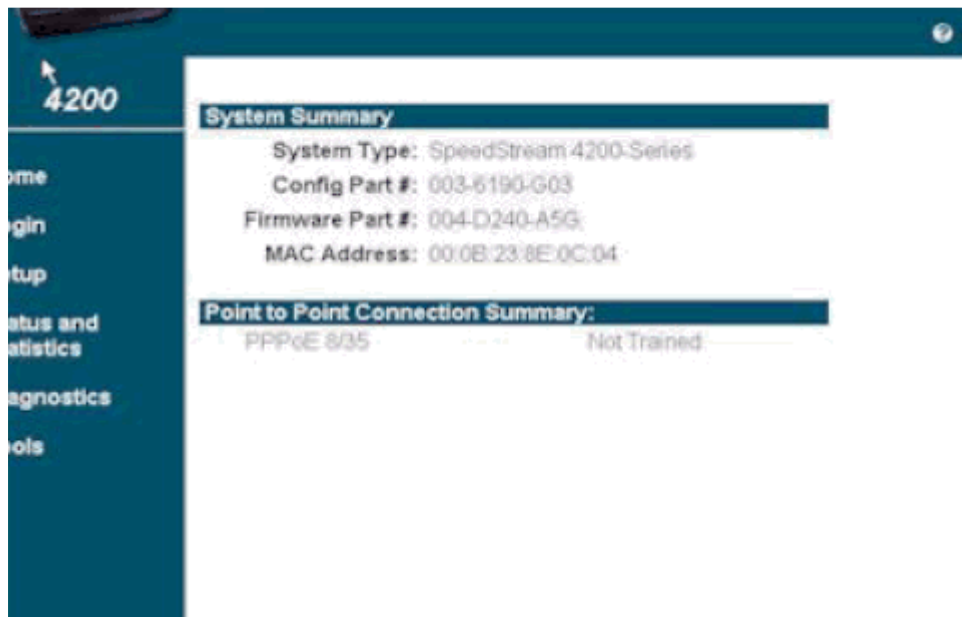 ?
4200
ome
gin
tup
atus and
atistics
agnostics
ols
System Summary
System Type: SpeedStream 4200-Series
Config Part #: 003-6190-G03
Firmware Part #: 004-D240-A5G
MAC Address: 00:0B:23:8E:0C:04
Point to Point Connection Summary:
PPPoE 8/35 Not Trained